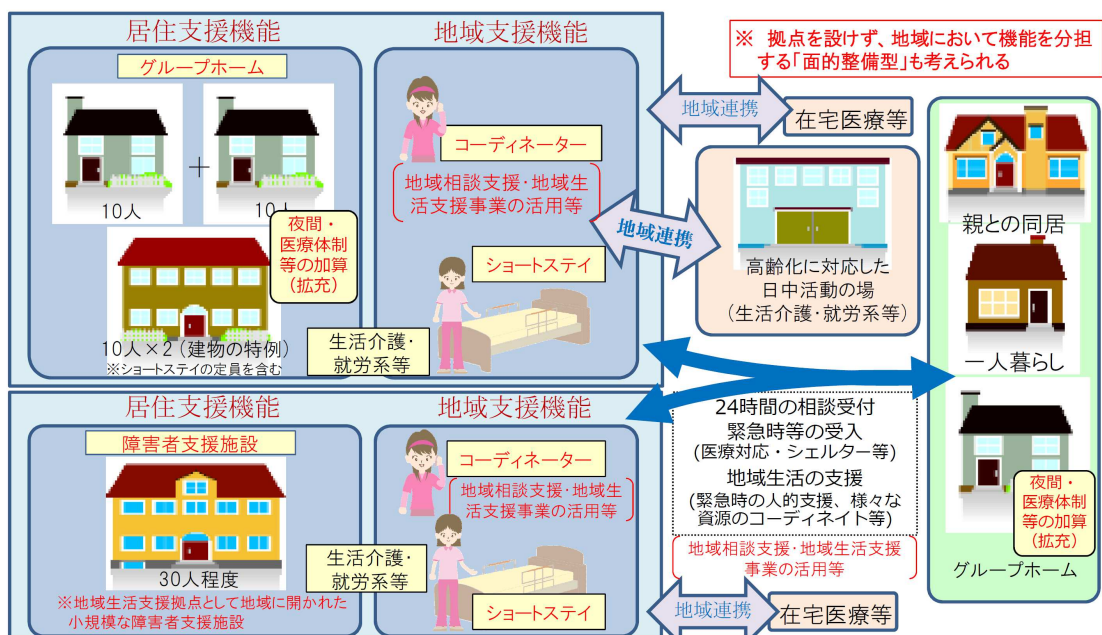 居住支援機能
地域支援機能
グループホーム
+
10人
10人
夜間・
医療体制
等の加算
（拡充）
10人×2（建物の特例）
※ショートステイの定員を含む
コーディネーター
地域相談支援・地域生
活支援事業の活用等
ショートステイ
生活介護・
就労系等
地域連携
在宅医療等
地域連携
高齢化に対応した
日中活動の場
（生活介護・就労系等）
※ 拠点を設けず、地域において機能を分担
する「面的整備型」も考えられる
親との同居
一人暮らし
夜間・
医療体制
等の加算
（拡充）
グループホーム
居住支援機能
地域支援機能
障害者支援施設
30人程度
※地域生活支援拠点として地域に開かれた
小規模な障害者支援施設
コーディネーター
地域相談支援・地域生
活支援事業の活用等
生活介護・
就労系等
ショートステイ
24時間の相談受付
緊急時等の受入
(医療対応・シェルター等)
地域生活の支援
(緊急時の人的支援、様々な
資源のコーディネイト等)
地域相談支援・地域生活支援
事業の活用等
地域連携
在宅医療等